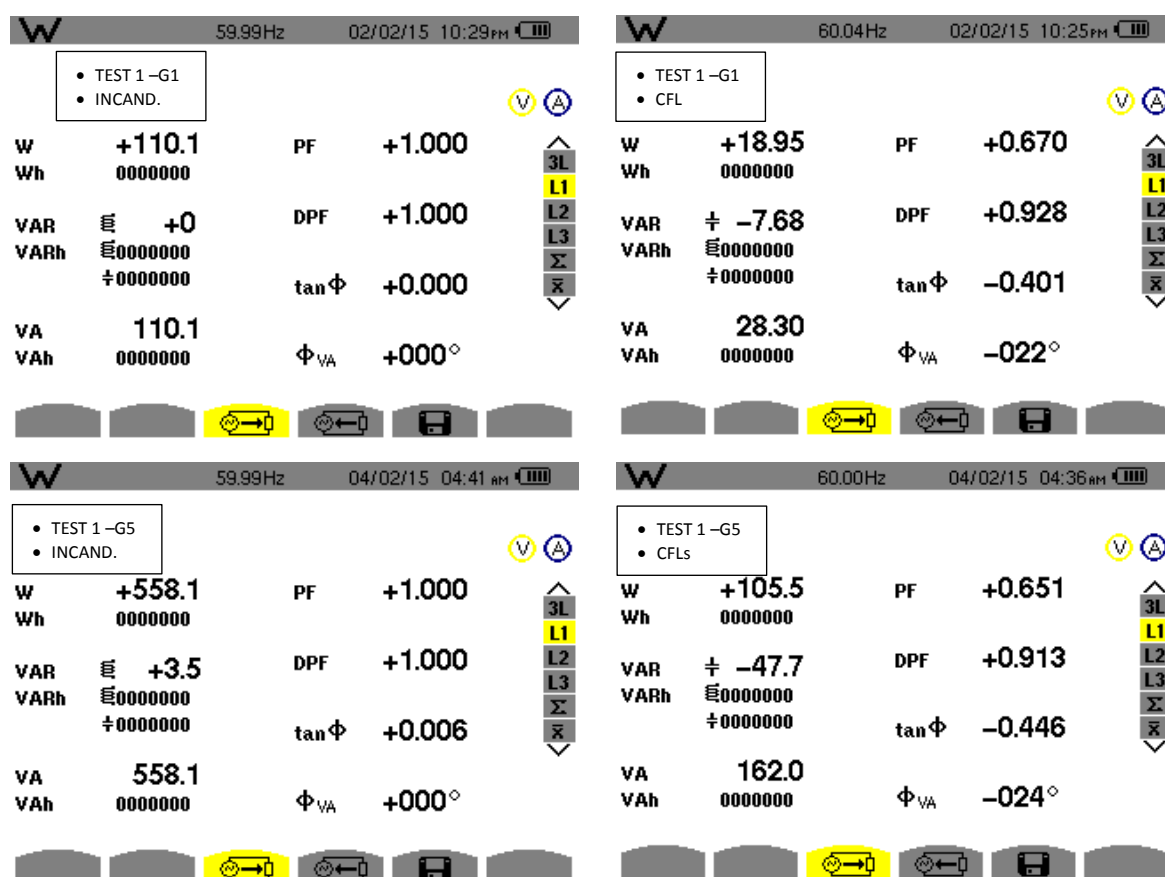 W 59.99Hz 02/02/15 10:29PM
• TEST 1 –G1
• INCAND.
V A
W +110.1 PF +1.000
Wh 0000000
3L
L1
VAR +0 DPF +1.000
L2
VARh 0000000
L3
Σ
0000000 tanΦ +0.000
x̄
VA 110.1
VAh 0000000 ΦVA +000°
W 60.04Hz 02/02/15 10:25PM
• TEST 1 –G1
• CFL
V A
W +18.95 PF +0.670
Wh 0000000
3L
L1
VAR –7.68 DPF +0.928
L2
VARh 0000000
L3
Σ
0000000 tanΦ –0.401
x̄
VA 28.30
VAh 0000000 ΦVA –022°
W 59.99Hz 04/02/15 04:41 AM
• TEST 1 –G5
• INCAND.
V A
W +558.1 PF +1.000
Wh 0000000
3L
L1
VAR +3.5 DPF +1.000
L2
VARh 0000000
L3
Σ
0000000 tanΦ +0.006
x̄
VA 558.1
VAh 0000000 ΦVA +000°
W 60.00Hz 04/02/15 04:36AM
• TEST 1 –G5
• CFLs
V A
W +105.5 PF +0.651
Wh 0000000
3L
L1
VAR –47.7 DPF +0.913
L2
VARh 0000000
L3
Σ
0000000 tanΦ –0.446
x̄
VA 162.0
VAh 0000000 ΦVA –024°